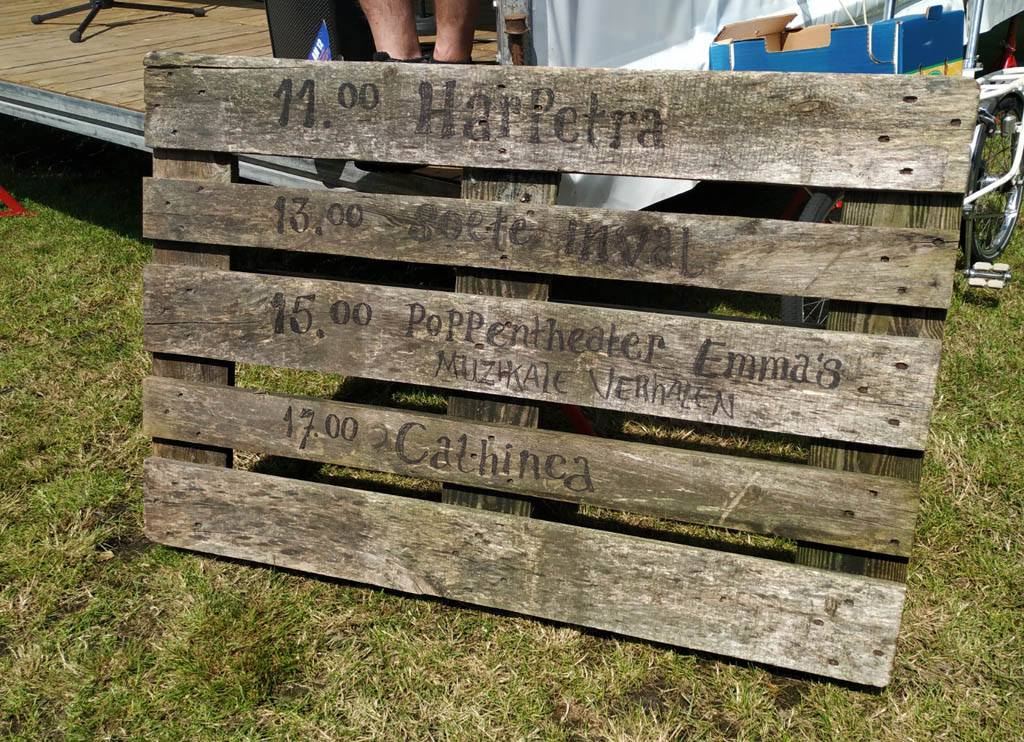 11.00 HarPetra
13.00 Soete inval
15.00 Poppentheater Emma's
MUZIKALE VERHALEN
17.00 Cathinca